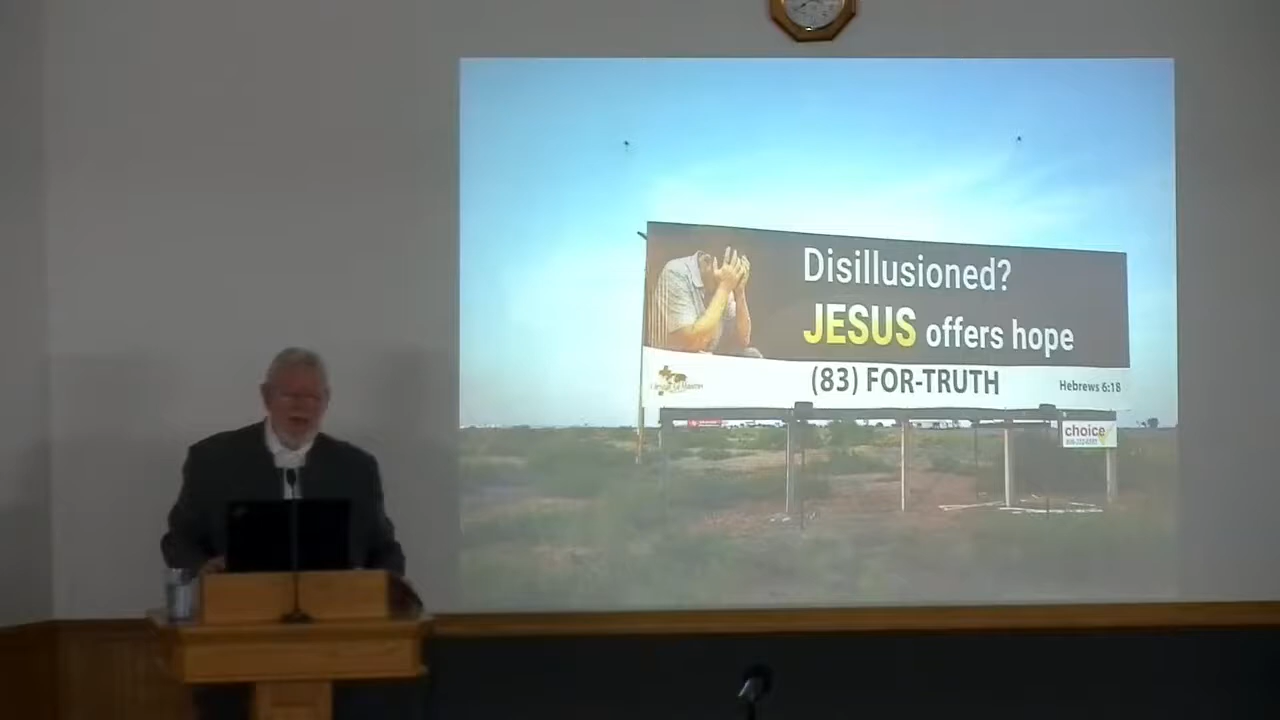 Disillusioned?
JESUS offers hope
(83) FOR-TRUTH
Hebrews 6:18
choice